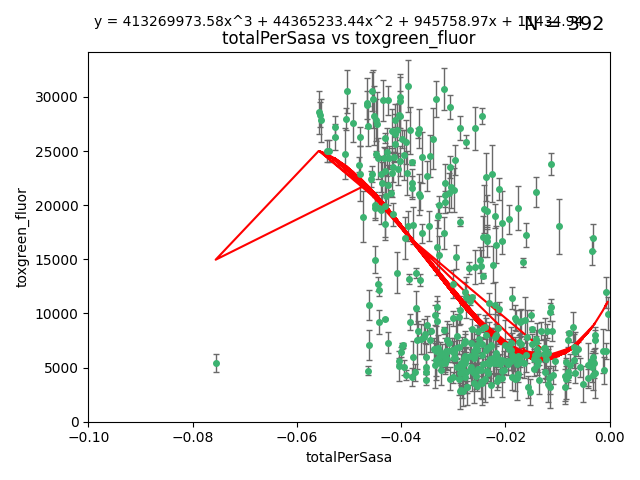 y = 413269973.58x^3 + 44365233.44x^2 + 945758.97x +
N = 392
totalPerSasa vs toxgreen_fluor
30000
25000
20000
15000
10000
5000
0
toxgreen_fluor
−0.10 −0.08 −0.06 −0.04 −0.02 0.00
totalPerSasa